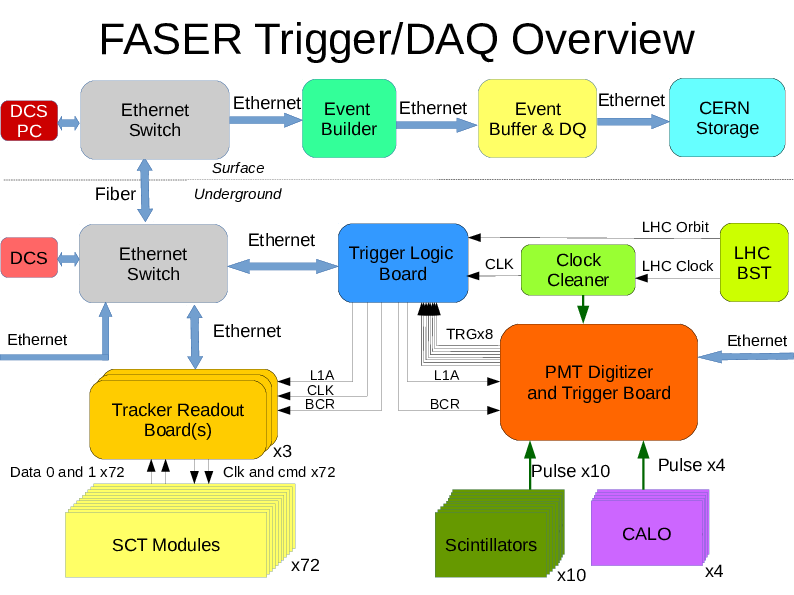 FASER Trigger/DAQ Overview
DCS
PC
Ethernet
Switch
Ethernet
Event
Builder
Ethernet
Event
Buffer & DQ
Ethernet
CERN
Storage
Surface
Fiber
Underground
DCS
Ethernet
Switch
Ethernet
Trigger Logic
Board
LHC Orbit
CLK
Clock
Cleaner
LHC Clock
LHC
BST
Ethernet
Ethernet
TRGx8
Ethernet
L1A
CLK
BCR
L1A
BCR
PMT Digitizer
and Trigger Board
Tracker Readout
Board(s)
x3
Data 0 and 1 x72
Clk and cmd x72
Pulse x10
Pulse x4
SCT Modules
x72
Scintillators
x10
CALO
x4